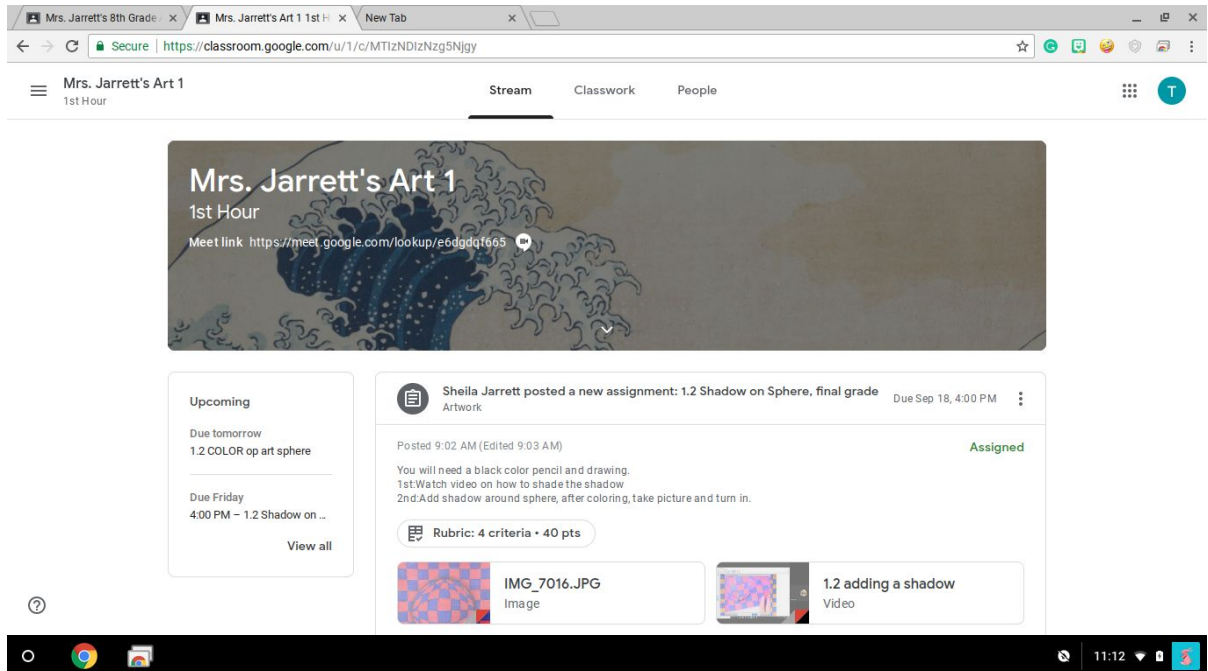 Mrs. Jarrett's 8th Grade
Mrs. Jarrett's Art 1 1st H
New Tab
Secure https://classroom.google.com/u/1/c/MTIzNDIzNzg5Njgy
Mrs. Jarrett's Art 1
1st Hour
Stream
Classwork
People
T
Mrs. Jarrett's Art 1
1st Hour
Meet link https://meet.google.com/lookup/e6dgdqf665
Upcoming
Due tomorrow
1.2 COLOR op art sphere
Due Friday
4:00 PM – 1.2 Shadow on ...
View all
Sheila Jarrett posted a new assignment: 1.2 Shadow on Sphere, final grade
Due Sep 18, 4:00 PM
Artwork
Posted 9:02 AM (Edited 9:03 AM)
Assigned
You will need a black color pencil and drawing.
1st:Watch video on how to shade the shadow
2nd:Add shadow around sphere, after coloring, take picture and turn in.
Rubric: 4 criteria • 40 pts
IMG_7016.JPG
Image
1.2 adding a shadow
Video
11:12